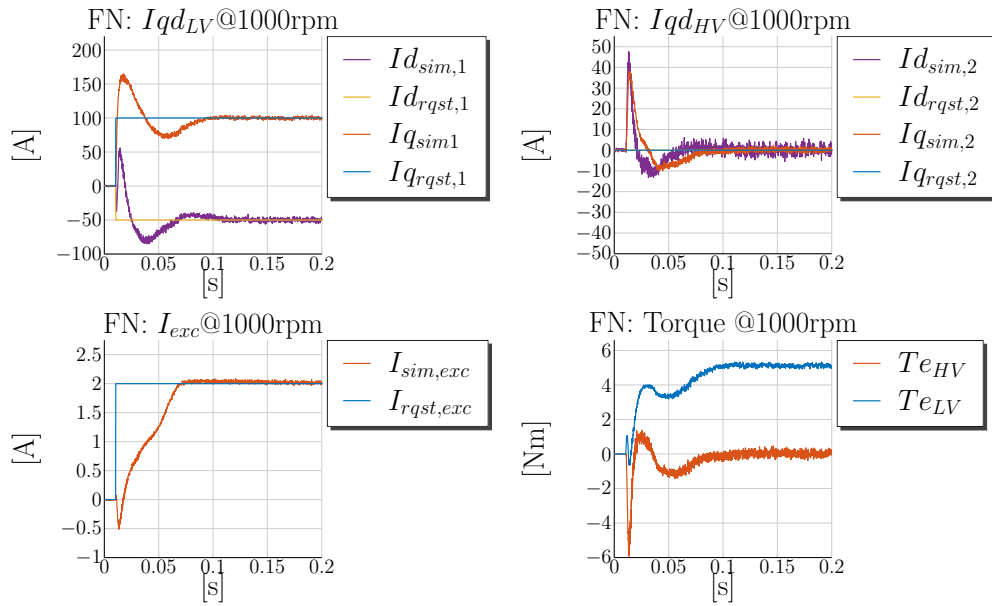 FN: Iqd_LV@1000rpm
200
150
100
50
0
−50
−100
[A]
0 0.05 0.1 0.15 0.2
[s]
Id_sim,1
Id_rqst,1
Iq_sim1
Iq_rqst,1
FN: Iqd_HV@1000rpm
50
40
30
20
10
0
−10
−20
−30
−40
−50
[A]
0 0.05 0.1 0.15 0.2
[s]
Id_sim,2
Id_rqst,2
Iq_sim,2
Iq_rqst,2
FN: I_exc@1000rpm
2.5
2
1.5
1
0.5
0
−0.5
−1
[A]
0 0.05 0.1 0.15 0.2
[s]
I_sim,exc
I_rqst,exc
FN: Torque @1000rpm
6
4
2
0
−2
−4
−6
[Nm]
0 0.05 0.1 0.15 0.2
[s]
Te_HV
Te_LV